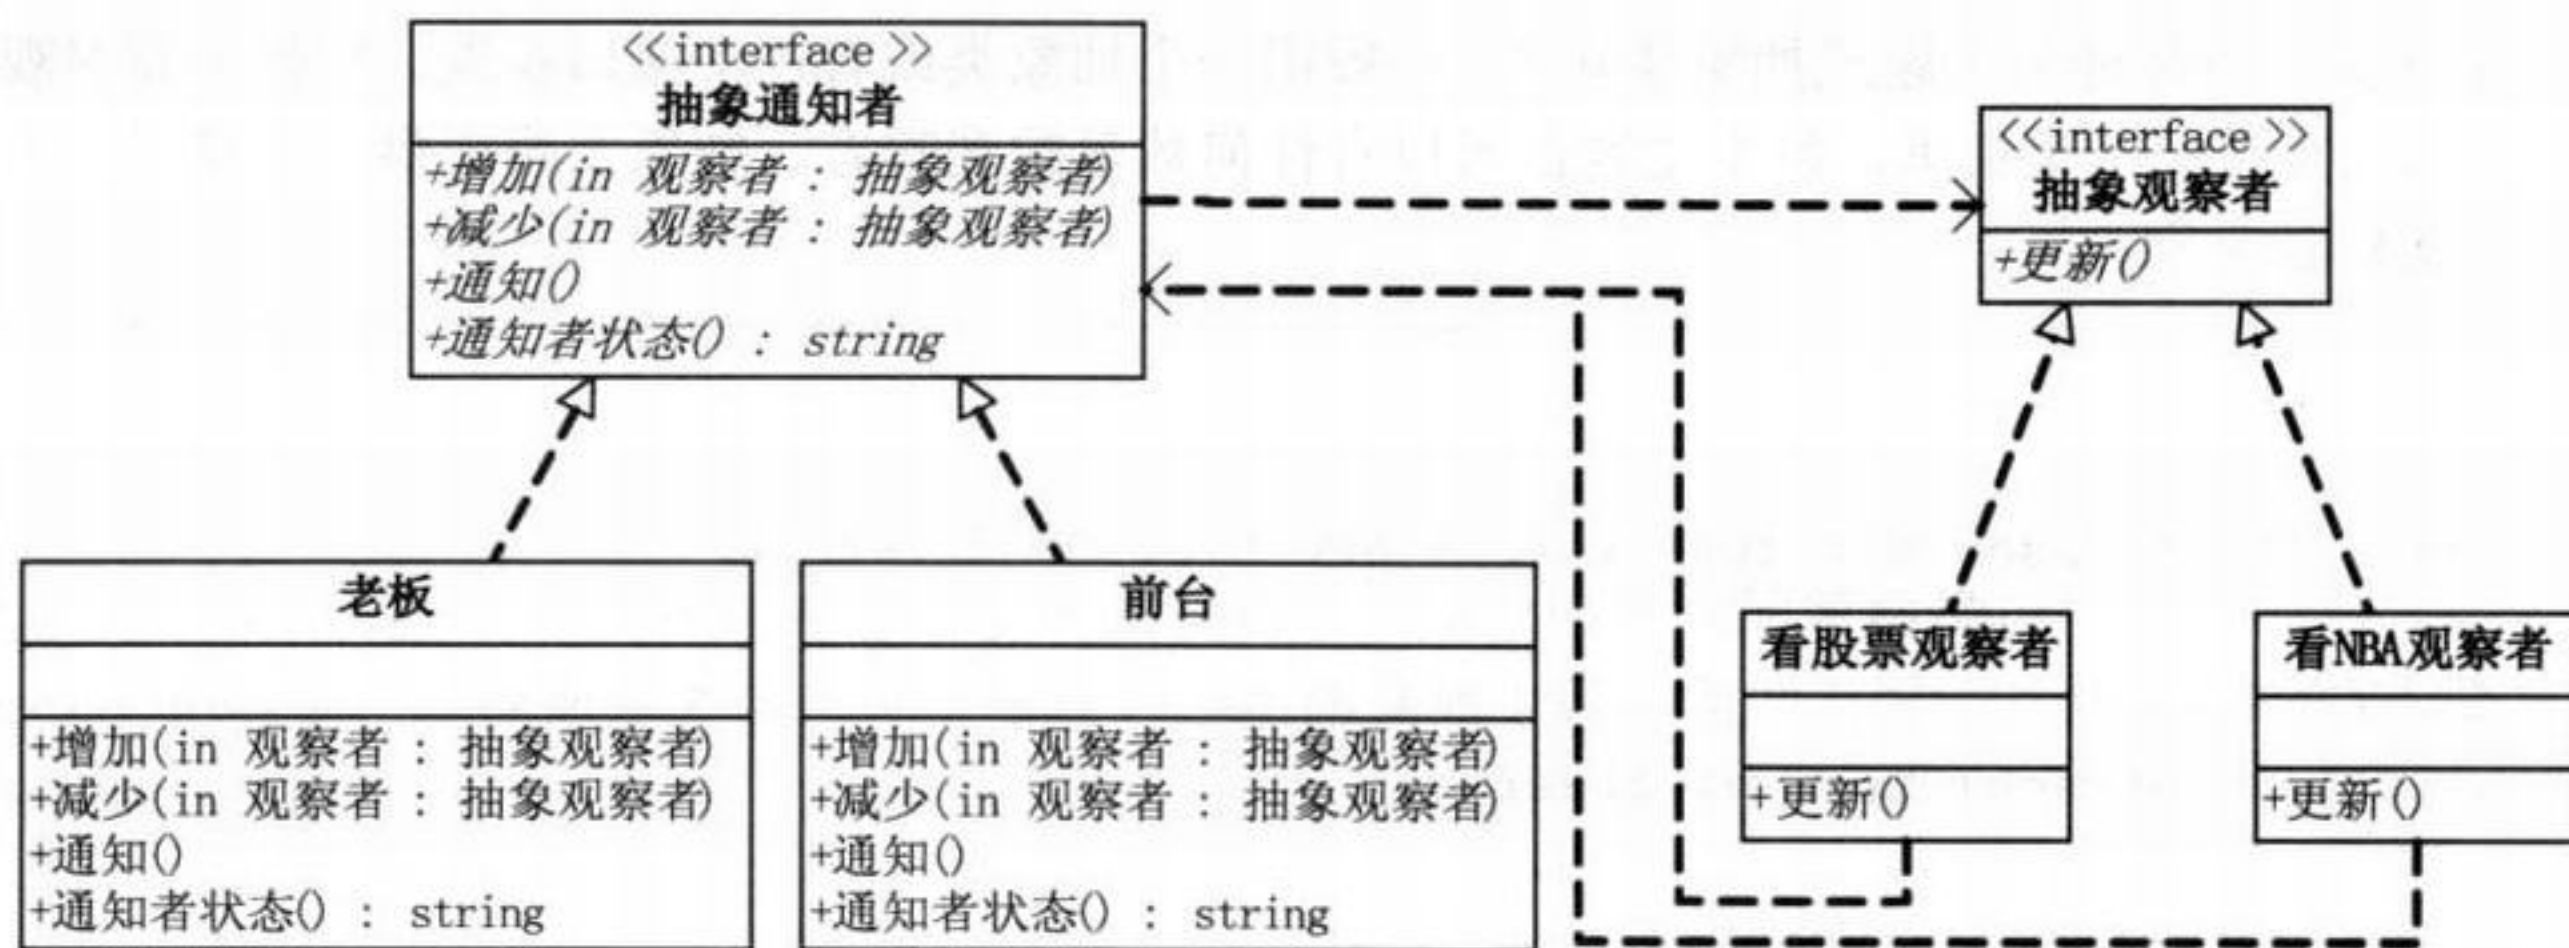 <<interface>>
抽象通知者
+增加(in 观察者 : 抽象观察者)
+减少(in 观察者 : 抽象观察者)
+通知()
+通知者状态() : string
<<interface>>
抽象观察者
+更新()
老板
+增加(in 观察者 : 抽象观察者)
+减少(in 观察者 : 抽象观察者)
+通知()
+通知者状态() : string
前台
+增加(in 观察者 : 抽象观察者)
+减少(in 观察者 : 抽象观察者)
+通知()
+通知者状态() : string
看股票观察者
+更新()
看NBA观察者
+更新()